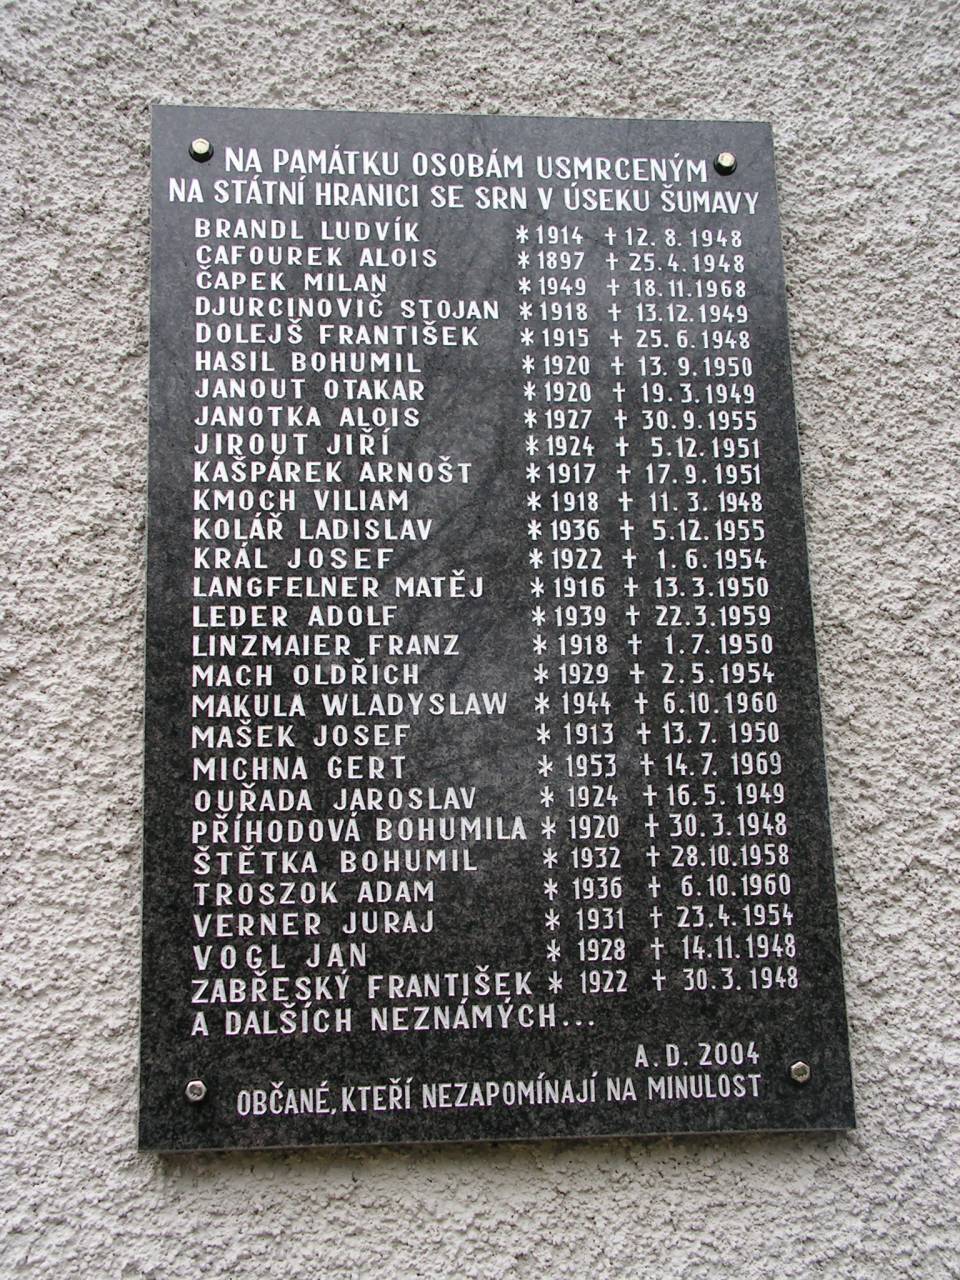 NA PAMÁTKU OSOBÁM USMRCENÝM
NA STÁTNÍ HRANICI SE SRN V ÚSEKU ŠUMAVY
BRANDL LUDVÍK * 1914 † 12. 8. 1948
CAFOUREK ALOIS * 1897 † 25. 4. 1948
ČAPEK MILAN * 1949 † 18. 11. 1968
DJURCINOVIČ STOJAN * 1918 † 13. 12. 1949
DOLEJŠ FRANTIŠEK * 1915 † 25. 6. 1948
HASIL BOHUMIL * 1920 † 13. 9. 1950
JANOUT OTAKAR * 1920 † 19. 3. 1949
JANOTKA ALOIS * 1927 † 30. 9. 1955
JIROUT JIŘÍ * 1924 † 5. 12. 1951
KAŠPÁREK ARNOŠT * 1917 † 17. 9. 1951
KMOCH VILIAM * 1918 † 11. 3. 1948
KOLÁŘ LADISLAV * 1936 † 5. 12. 1955
KRÁL JOSEF * 1922 † 1. 6. 1954
LANGFELNER MATĚJ * 1916 † 13. 3. 1950
LEDER ADOLF * 1939 † 22. 3. 1959
LINZMAIER FRANZ * 1918 † 1. 7. 1950
MACH OLDŘICH * 1929 † 2. 5. 1954
MAKULA WLADYSLAW * 1944 † 6. 10. 1960
MAŠEK JOSEF * 1913 † 13. 7. 1950
MICHNA GERT * 1953 † 14. 7. 1969
OUŘADA JAROSLAV * 1924 † 16. 5. 1949
PŘÍHODOVÁ BOHUMILA * 1920 † 30. 3. 1948
ŠTĚTKA BOHUMIL * 1932 † 28. 10. 1958
TROSZOK ADAM * 1936 † 6. 10. 1960
VERNER JURAJ * 1931 † 23. 4. 1954
VOGL JAN * 1928 † 14. 11. 1948
ZABŘESKÝ FRANTIŠEK * 1922 † 30. 3. 1948
A DALŠÍCH NEZNÁMÝCH...
A. D. 2004
OBČANÉ, KTEŘÍ NEZAPOMÍNAJÍ NA MINULOST